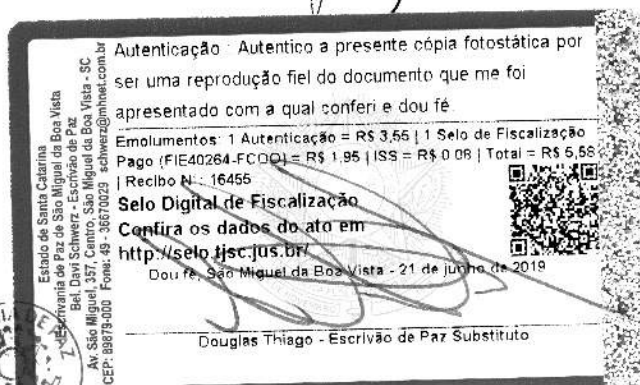 Estado de Santa Catarina
Escrivania de Paz de São Miguel da Boa Vista
Bel. Davi Schwerz - Escrivão de Paz
Av. São Miguel, 357, Centro, São Miguel da Boa Vista - SC
CEP: 89879-000 Fone: 49 - 36670029 schwerz@mhnet.com.br
Autenticação : Autentico a presente cópia fotostática por
ser uma reprodução fiel do documento que me foi
apresentado com a qual conferi e dou fé.
Emolumentos: 1 Autenticação = R$ 3,55 | 1 Selo de Fiscalização
Pago (FIE40264-FCOO) = R$ 1,95 | ISS = R$ 0.08 | Total = R$ 5,58
| Recibo Nº: 16455
Selo Digital de Fiscalização
Confira os dados do ato em
http://selo.tjsc.jus.br/
Dou fé, São Miguel da Boa Vista - 21 de junho de 2019
Douglas Thiago - Escrivão de Paz Substituto